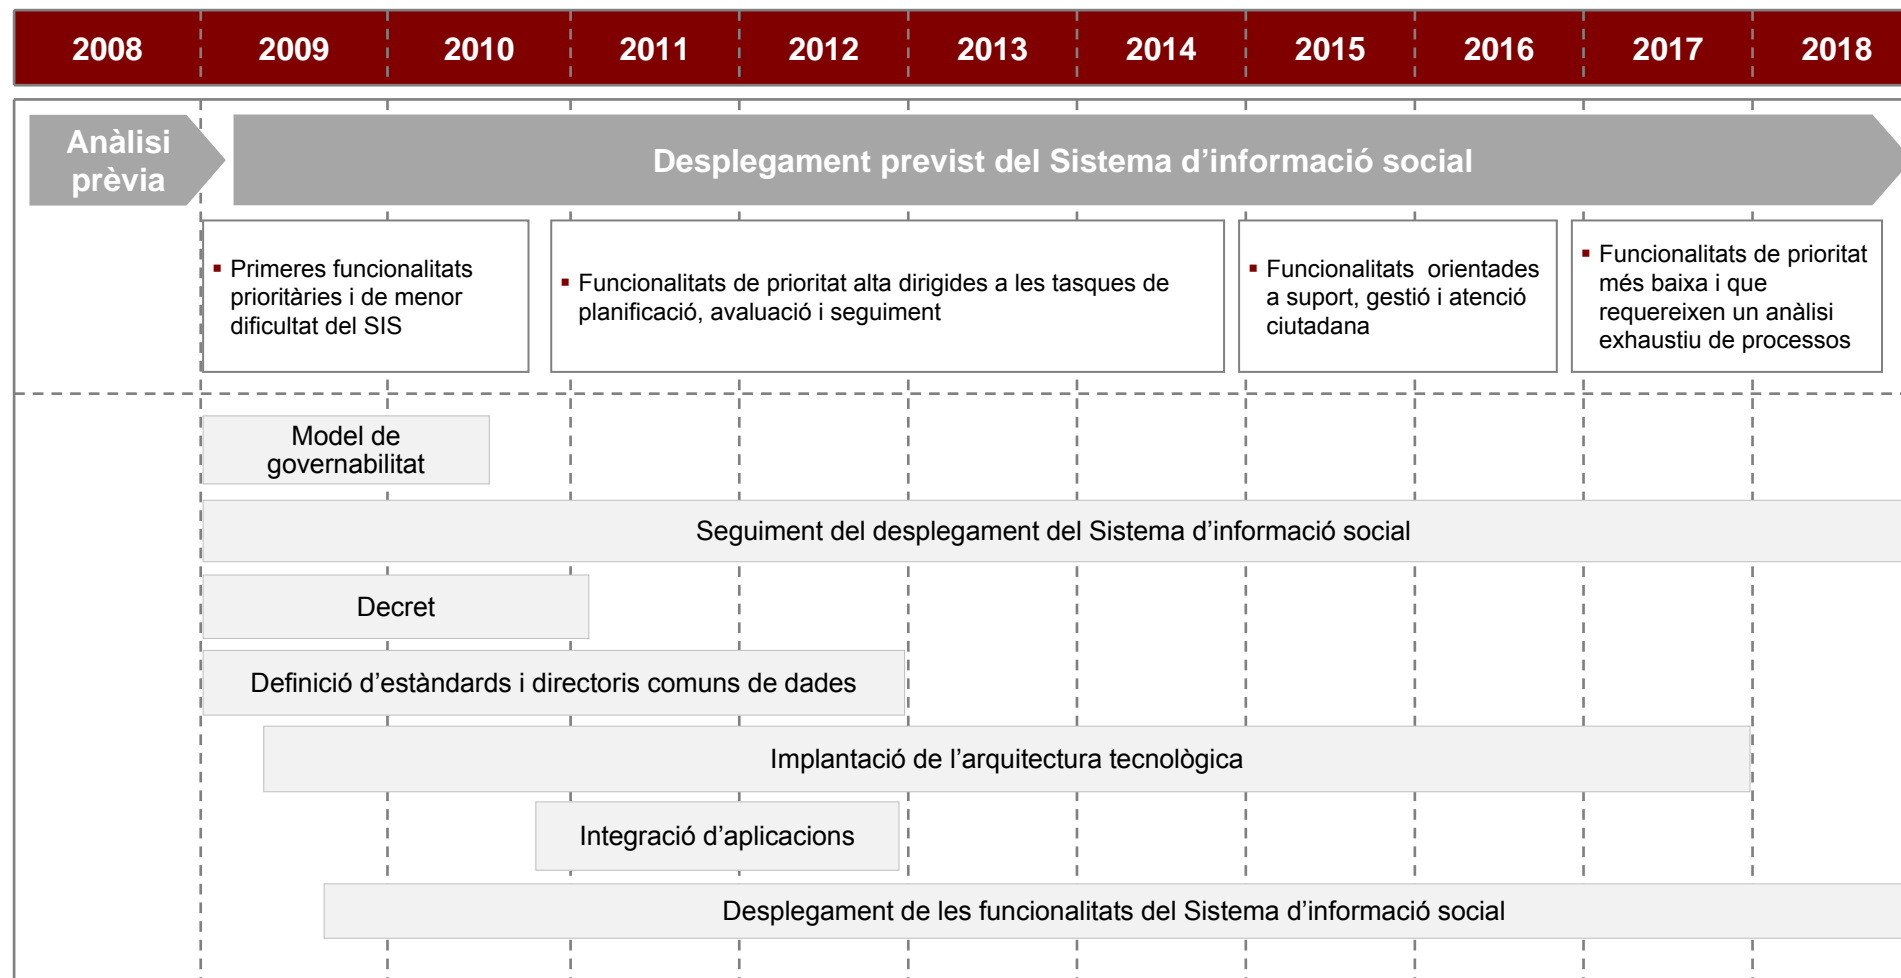 2008 2009 2010 2011 2012 2013 2014 2015 2016 2017 2018
Anàlisi
prèvia
Desplegament previst del Sistema d’informació social
▪ Primeres funcionalitats
prioritàries i de menor
dificultat del SIS
▪ Funcionalitats de prioritat alta dirigides a les tasques de
planificació, avaluació i seguiment
▪ Funcionalitats orientades
a suport, gestió i atenció
ciutadana
▪ Funcionalitats de prioritat
més baixa i que
requereixen un anàlisi
exhaustiu de processos
Model de
governabilitat
Seguiment del desplegament del Sistema d’informació social
Decret
Definició d’estàndards i directoris comuns de dades
Implantació de l’arquitectura tecnològica
Integració d’aplicacions
Desplegament de les funcionalitats del Sistema d’informació social